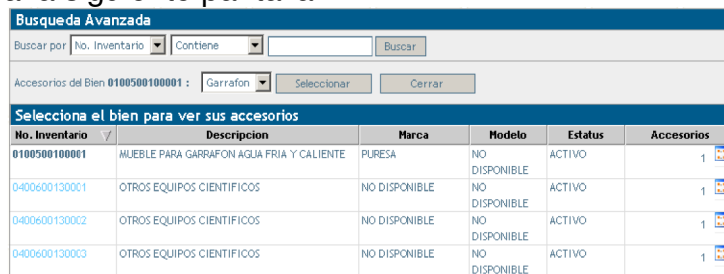 Busqueda Avanzada
Buscar por No. Inventario Contiene Buscar
Accesorios del Bien 0100500100001 : Garrafon Seleccionar Cerrar
Selecciona el bien para ver sus accesorios
No. Inventario Descripcion Marca Modelo Estatus Accesorios
0100500100001 MUEBLE PARA GARRAFON AGUA FRIA Y CALIENTE PURESA NO DISPONIBLE ACTIVO 1
0400600130001 OTROS EQUIPOS CIENTIFICOS NO DISPONIBLE NO DISPONIBLE ACTIVO 1
0400600130002 OTROS EQUIPOS CIENTIFICOS NO DISPONIBLE NO DISPONIBLE ACTIVO 1
0400600130003 OTROS EQUIPOS CIENTIFICOS NO DISPONIBLE NO DISPONIBLE ACTIVO 1